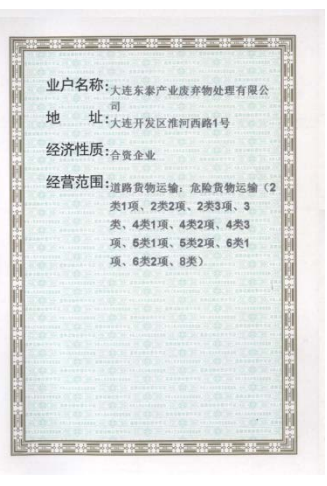 业户名称:大连东泰产业废弃物处理有限公
司
地 址:大连开发区淮河西路1号
经济性质:合资企业
经营范围:道路货物运输:危险货物运输(2
类1项、2类2项、2类3项、3
类、4类1项、4类2项、4类3
项、5类1项、5类2项、6类1
项、6类2项、8类)